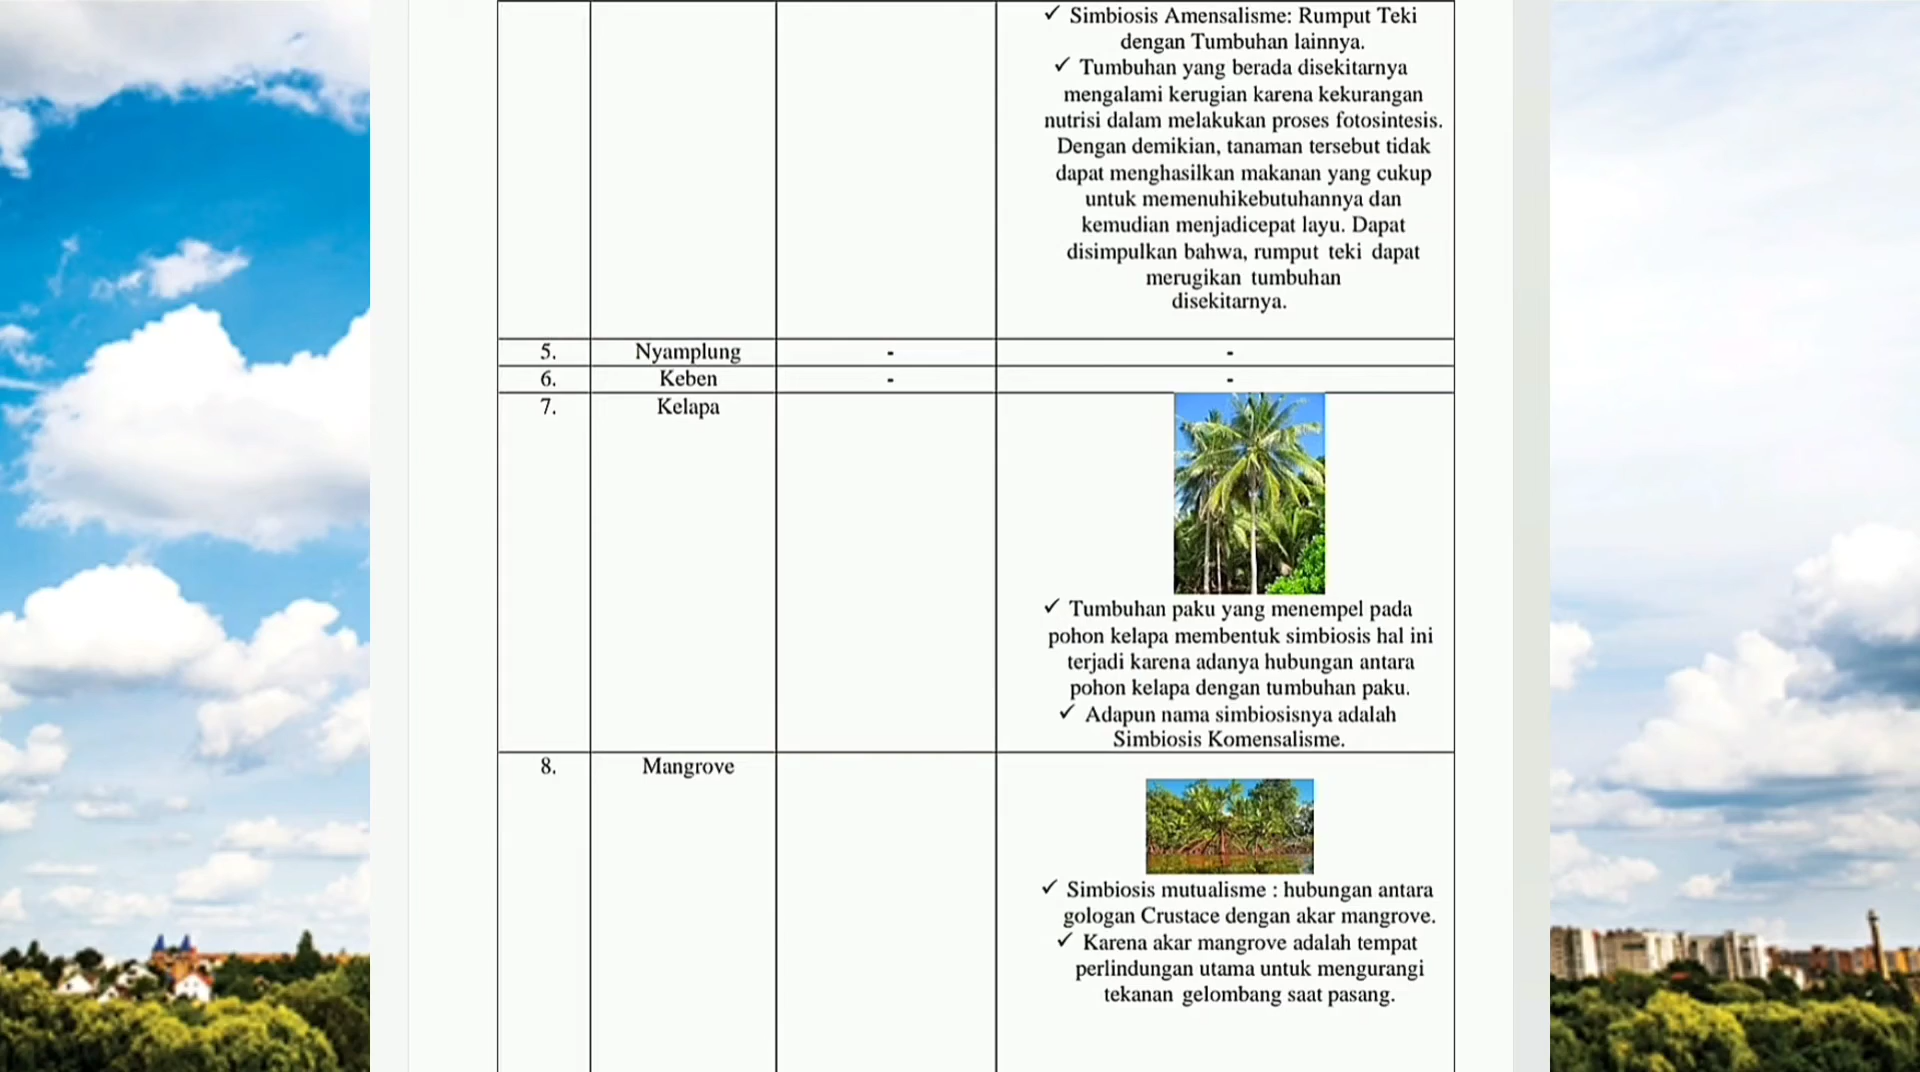 ✓ Simbiosis Amensalisme: Rumput Teki
dengan Tumbuhan lainnya.
✓ Tumbuhan yang berada disekitarnya
mengalami kerugian karena kekurangan
nutrisi dalam melakukan proses fotosintesis.
Dengan demikian, tanaman tersebut tidak
dapat menghasilkan makanan yang cukup
untuk memenuhikebutuhannya dan
kemudian menjadicepat layu. Dapat
disimpulkan bahwa, rumput teki dapat
merugikan tumbuhan
disekitarnya.
5. Nyamplung - -
6. Keben - -
7. Kelapa
✓ Tumbuhan paku yang menempel pada
pohon kelapa membentuk simbiosis hal ini
terjadi karena adanya hubungan antara
pohon kelapa dengan tumbuhan paku.
✓ Adapun nama simbiosisnya adalah
Simbiosis Komensalisme.
8. Mangrove
✓ Simbiosis mutualisme : hubungan antara
gologan Crustace dengan akar mangrove.
✓ Karena akar mangrove adalah tempat
perlindungan utama untuk mengurangi
tekanan gelombang saat pasang.